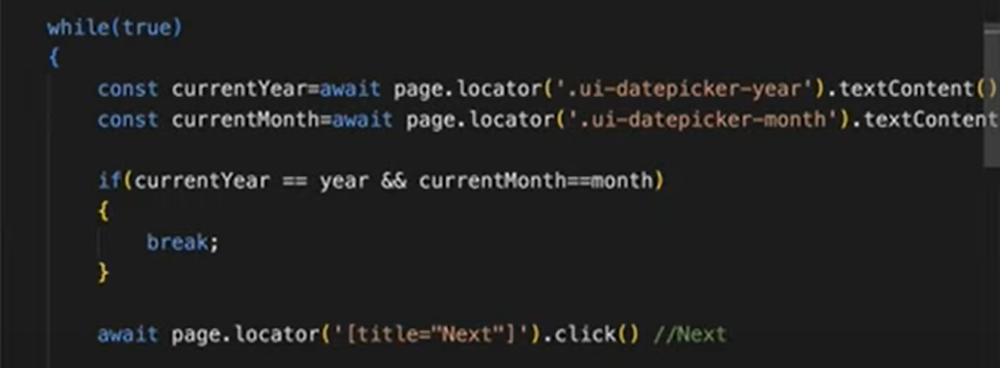 while(true)
{
const currentYear=await page.locator('.ui-datepicker-year').textContent()
const currentMonth=await page.locator('.ui-datepicker-month').textContent
if(currentYear == year && currentMonth==month)
{
break;
}
await page.locator('[title="Next"]').click() //Next